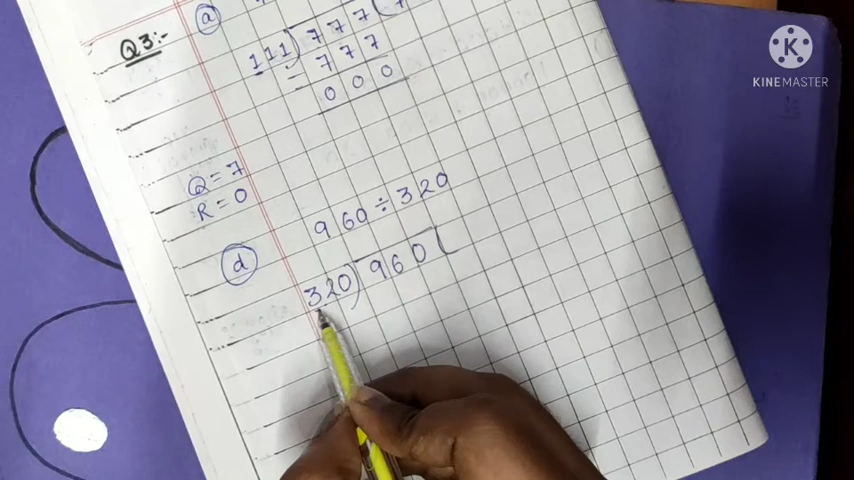 Q3:-
a
111)777(7
- 777
000
Q = 7
R = 0
960 ÷ 320
d
320)960(
K
KINEMASTER